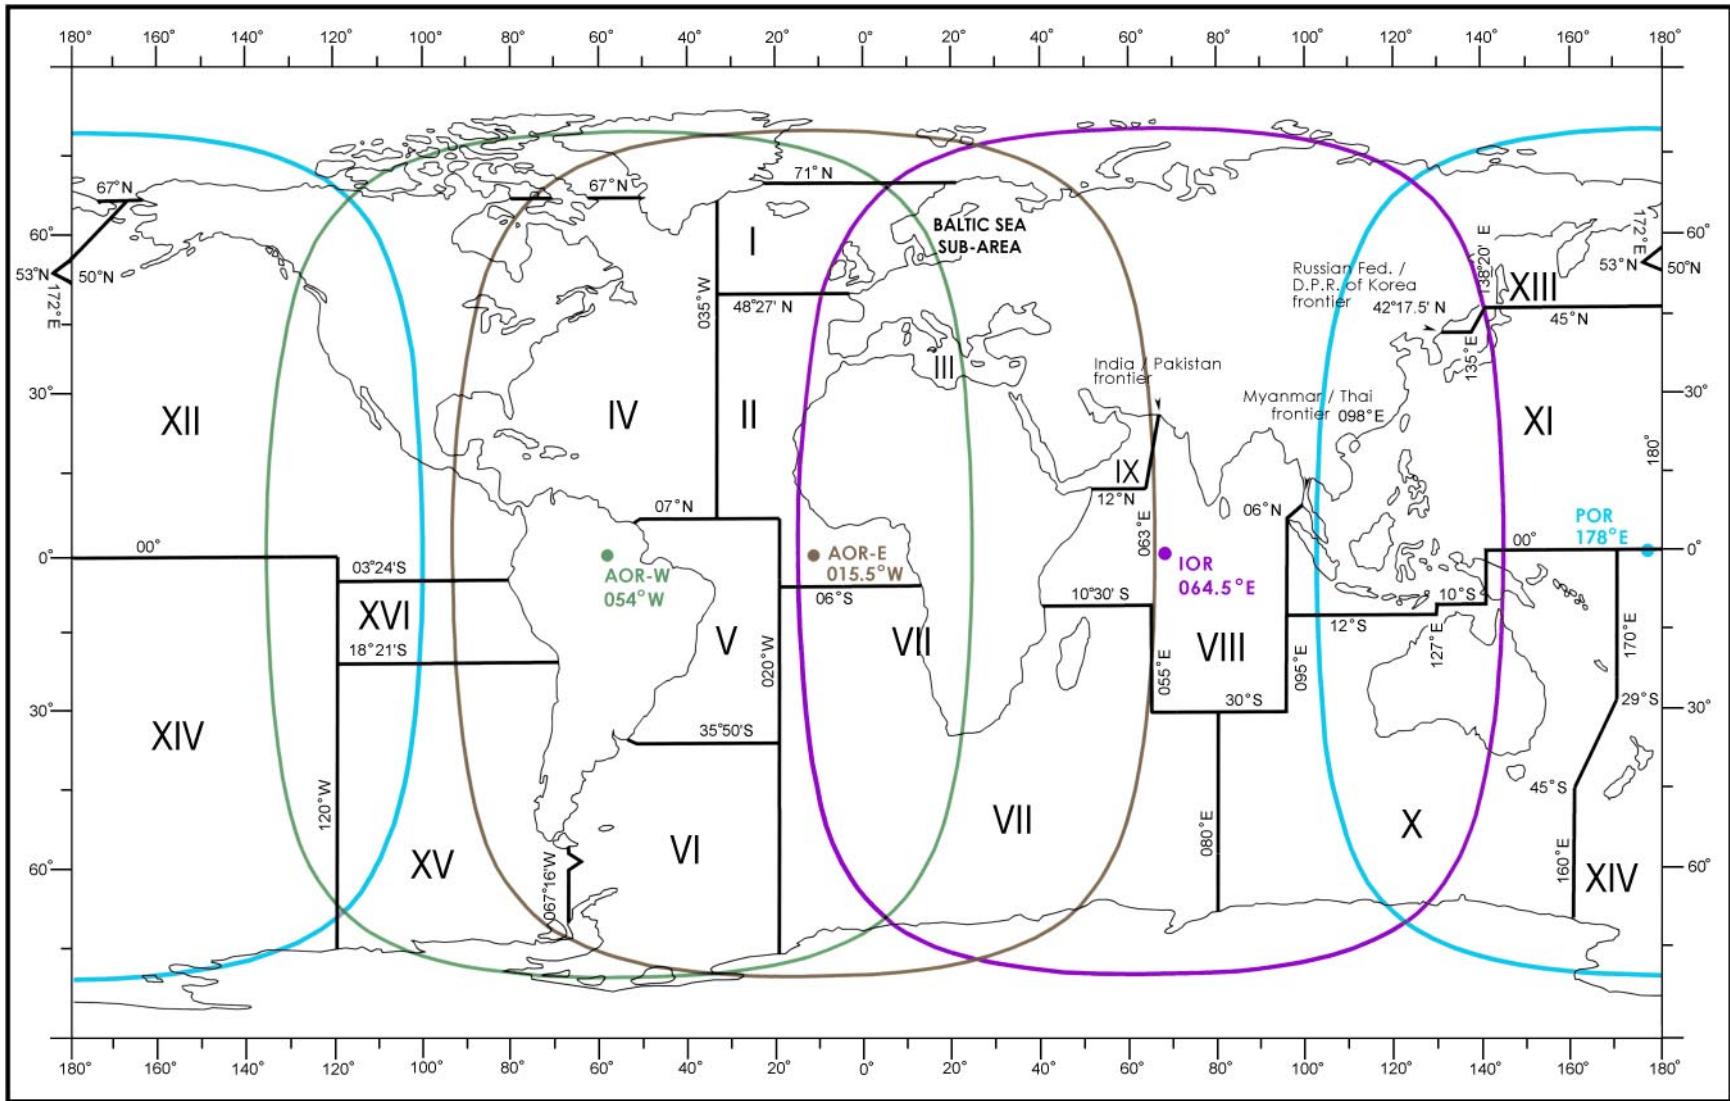 180° 160° 140° 120° 100° 80° 60° 40° 20° 0° 20° 40° 60° 80° 100° 120° 140° 160° 180°
67°N
67°N
71°N
60°
60°
BALTIC SEA
SUB-AREA
I
172°E
138°20' E
53°N
50°N
53°N
50°N
172°E
Russian Fed. /
D.P.R. of Korea
frontier
XIII
035°W
48°27' N
42°17.5' N
45°N
135°E
III
India / Pakistan
frontier
30°
30°
Myanmar / Thai
frontier 098°E
XII
IV
II
XI
180°
IX
12°N
07°N
06°N
063°E
POR
178°E
00°
00°
0°
0°
AOR-W
054°W
AOR-E
015.5°W
IOR
064.5°E
03°24'S
06°S
10°30' S
10°S
XVI
12°S
18°21'S
V
VII
VIII
020°W
055°E
095°E
127°E
170°E
30°S
29°S
30°
30°
XIV
35°50'S
45°S
120°W
VII
X
080°E
VI
XV
067°16'W
160°E
60°
60°
XIV
180° 160° 140° 120° 100° 80° 60° 40° 20° 0° 20° 40° 60° 80° 100° 120° 140° 160° 180°